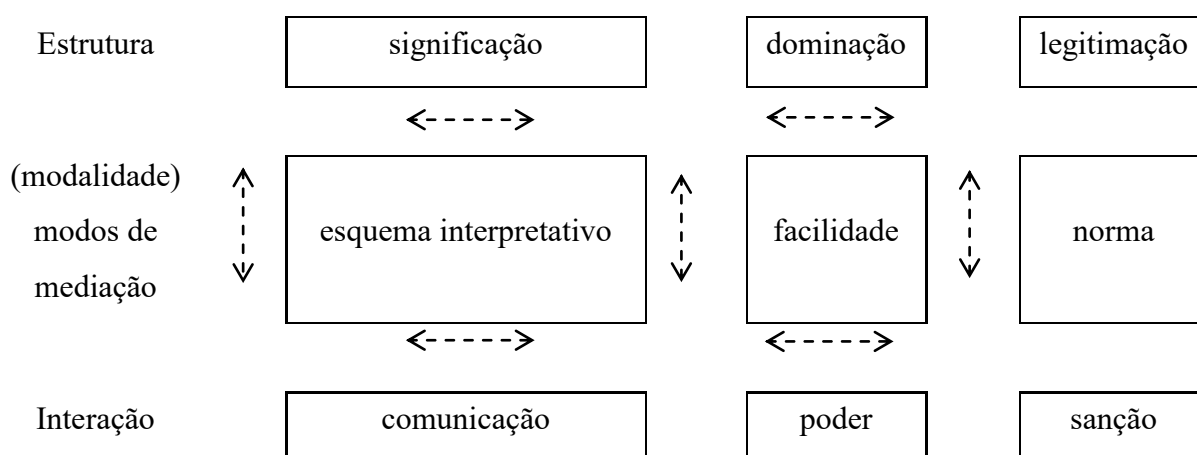 Estrutura significação dominação legitimação
(modalidade)
modos de esquema interpretativo facilidade norma
mediação
Interação comunicação poder sanção